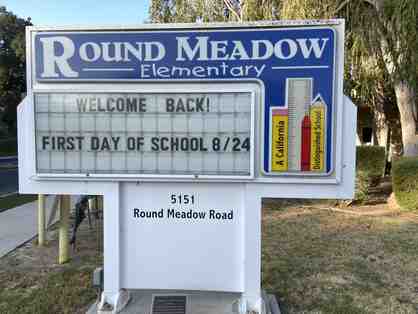 ROUND MEADOW
Elementary
WELCOME BACK!
FIRST DAY OF SCHOOL 8/24
A California
Distinguished School
5151
Round Meadow Road